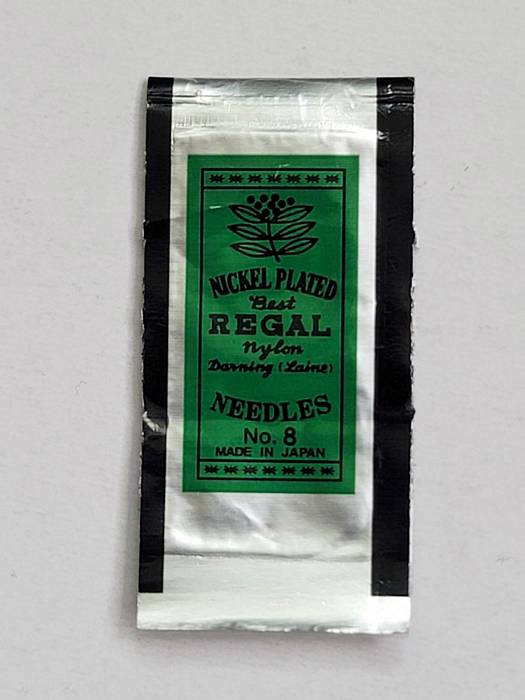 NICKEL PLATED
Best
REGAL
Nylon
Darning (Laine)
NEEDLES
No. 8
MADE IN JAPAN